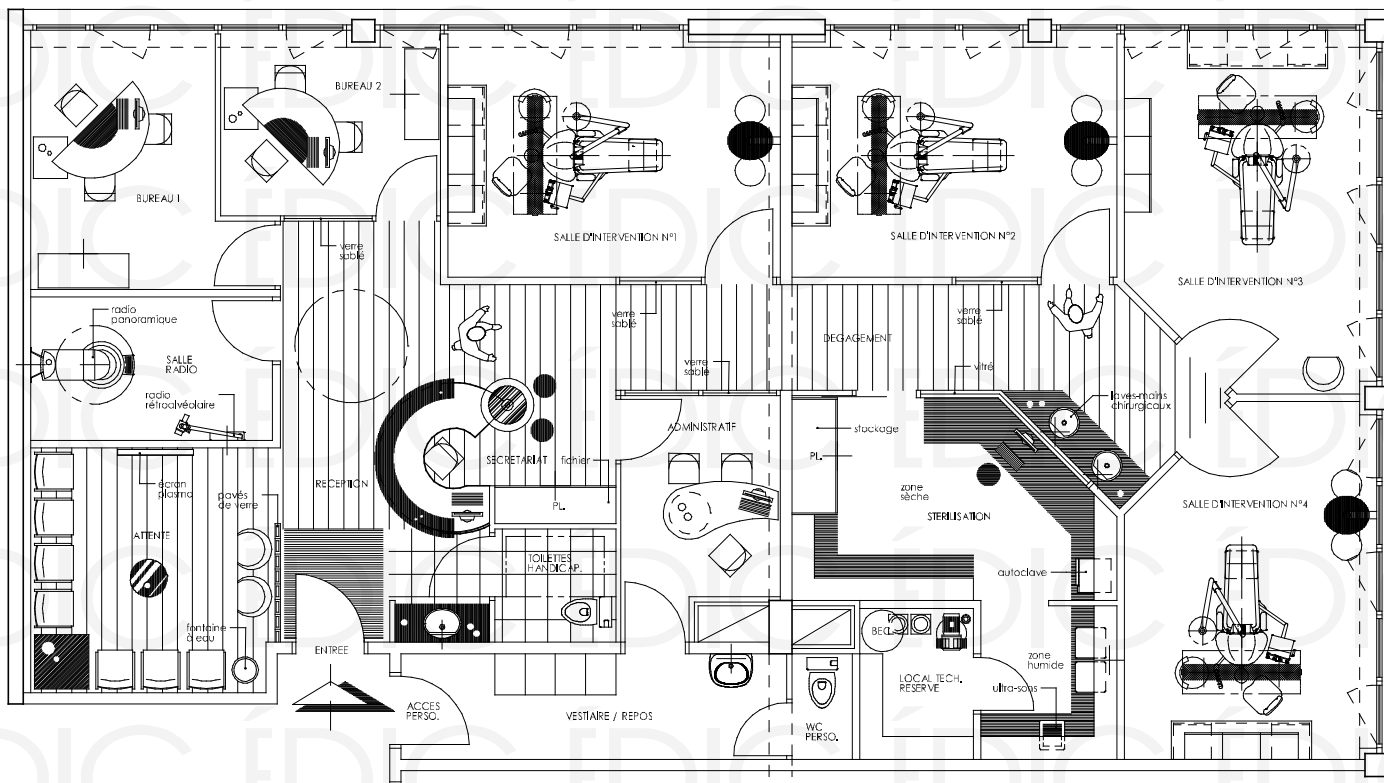 BUREAU 1
BUREAU 2
SALLE D'INTERVENTION N°1
SALLE D'INTERVENTION N°2
SALLE D'INTERVENTION N°3
verre
sablé
radio
panoramique
SALLE
RADIO
radio
rétroalvéolaire
verre
sablé
verre
sablé
DEGAGEMENT
verre
sablé
vitré
laves-mains
chirurgicaux
stockage
PL.
ADMINISTRATIF
SECRETARIAT
fichier
PL.
RECEPTION
écran
plasma
pavés
de verre
ATTENTE
fontaine
à eau
TOILETTES
HANDICAP.
zone
sèche
STERILISATION
autoclave
SALLE D'INTERVENTION N°4
ENTREE
ACCES
PERSO.
VESTIAIRE / REPOS
WC
PERSO.
BEC
LOCAL TECH.
RESERVE
zone
humide
ultra-sons
ÉDIC